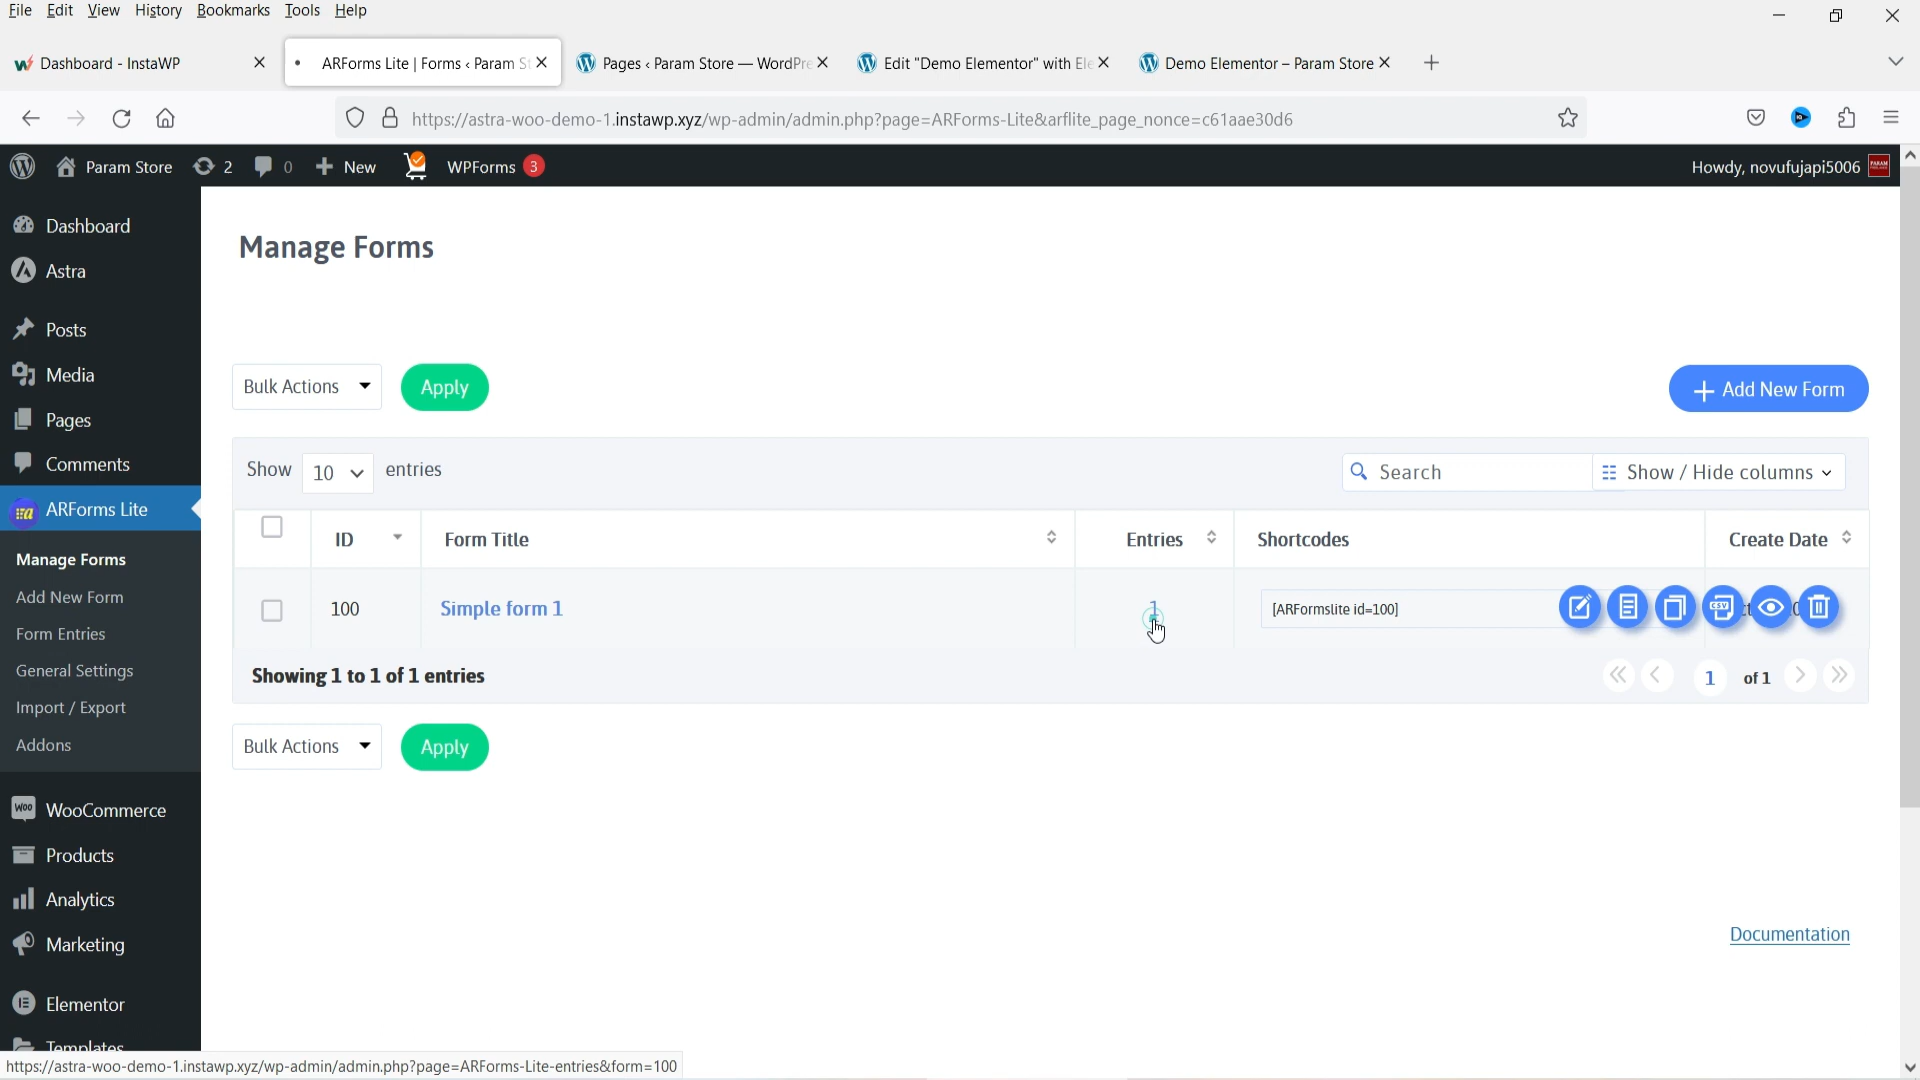 File Edit View History Bookmarks Tools Help
Dashboard - InstaWP
ARForms Lite | Forms ‹ Param St
Pages ‹ Param Store — WordPre
Edit "Demo Elementor" with Ele
Demo Elementor – Param Store
https://astra-woo-demo-1.instawp.xyz/wp-admin/admin.php?page=ARForms-Lite&arflite_page_nonce=c61aae30d6
Param Store 2 0 New WPForms 3
Howdy, novufujapi5006
Dashboard
Astra
Posts
Media
Pages
Comments
ARForms Lite
Manage Forms
Add New Form
Form Entries
General Settings
Import / Export
Addons
WooCommerce
Products
Analytics
Marketing
Elementor
Templates
Manage Forms
Bulk Actions Apply
Add New Form
Show 10 entries
Search
Show / Hide columns
ID Form Title Entries Shortcodes Create Date
100 Simple form 1 1 [ARFormslite id=100]
CSV
Showing 1 to 1 of 1 entries
1 of 1
Bulk Actions Apply
Documentation
https://astra-woo-demo-1.instawp.xyz/wp-admin/admin.php?page=ARForms-Lite-entries&form=100